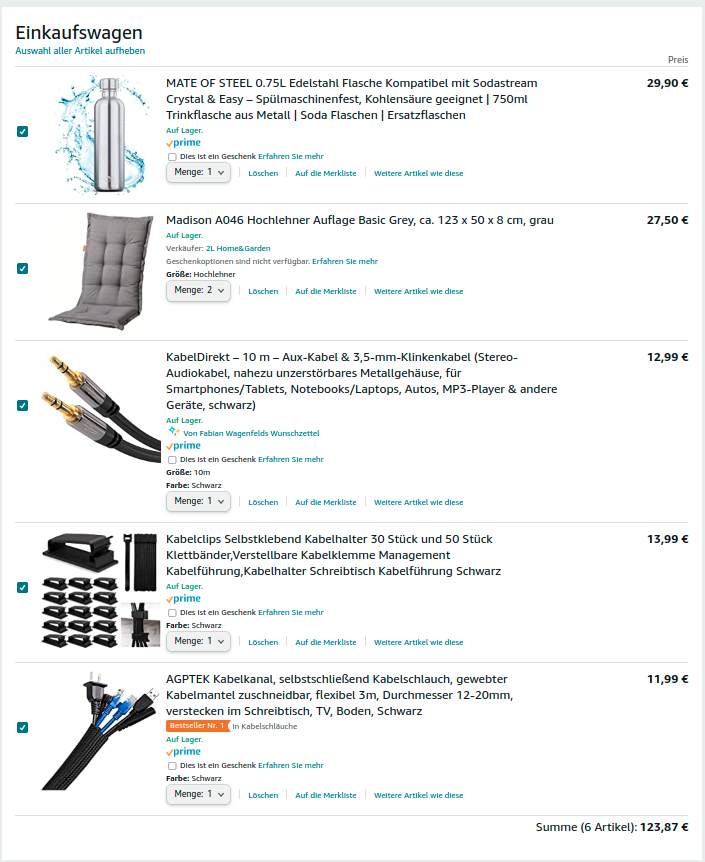 Einkaufswagen
Auswahl aller Artikel aufheben
Preis
MATE OF STEEL 0.75L Edelstahl Flasche Kompatibel mit Sodastream
29,90 €
Crystal & Easy – Spülmaschinenfest, Kohlensäure geeignet | 750ml
Trinkflasche aus Metall | Soda Flaschen | Ersatzflaschen
Auf Lager.
prime
Dies ist ein Geschenk Erfahren Sie mehr
Menge: 1
Löschen
Auf die Merkliste
Weitere Artikel wie diese
Madison A046 Hochlehner Auflage Basic Grey, ca. 123 x 50 x 8 cm, grau
27,50 €
Auf Lager.
Verkäufer: 2L Home&Garden
Geschenkoptionen sind nicht verfügbar. Erfahren Sie mehr
Größe: Hochlehner
Menge: 2
Löschen
Auf die Merkliste
Weitere Artikel wie diese
KabelDirekt – 10 m – Aux-Kabel & 3,5-mm-Klinkenkabel (Stereo-
12,99 €
Audiokabel, nahezu unzerstörbares Metallgehäuse, für
Smartphones/Tablets, Notebooks/Laptops, Autos, MP3-Player & andere
Geräte, schwarz)
Auf Lager.
Von Fabian Wagenfelds Wunschzettel
prime
Dies ist ein Geschenk Erfahren Sie mehr
Größe: 10m
Farbe: Schwarz
Menge: 1
Löschen
Auf die Merkliste
Weitere Artikel wie diese
Kabelclips Selbstklebend Kabelhalter 30 Stück und 50 Stück
13,99 €
Klettbänder,Verstellbare Kabelklemme Management
Kabelführung,Kabelhalter Schreibtisch Kabelführung Schwarz
Auf Lager.
prime
Dies ist ein Geschenk Erfahren Sie mehr
Farbe: Schwarz
Menge: 1
Löschen
Auf die Merkliste
Weitere Artikel wie diese
AGPTEK Kabelkanal, selbstschließend Kabelschlauch, gewebter
11,99 €
Kabelmantel zuschneidbar, flexibel 3m, Durchmesser 12-20mm,
verstecken im Schreibtisch, TV, Boden, Schwarz
Bestseller Nr. 1 in Kabelschläuche
Auf Lager.
prime
Dies ist ein Geschenk Erfahren Sie mehr
Farbe: Schwarz
Menge: 1
Löschen
Auf die Merkliste
Weitere Artikel wie diese
Summe (6 Artikel): 123,87 €